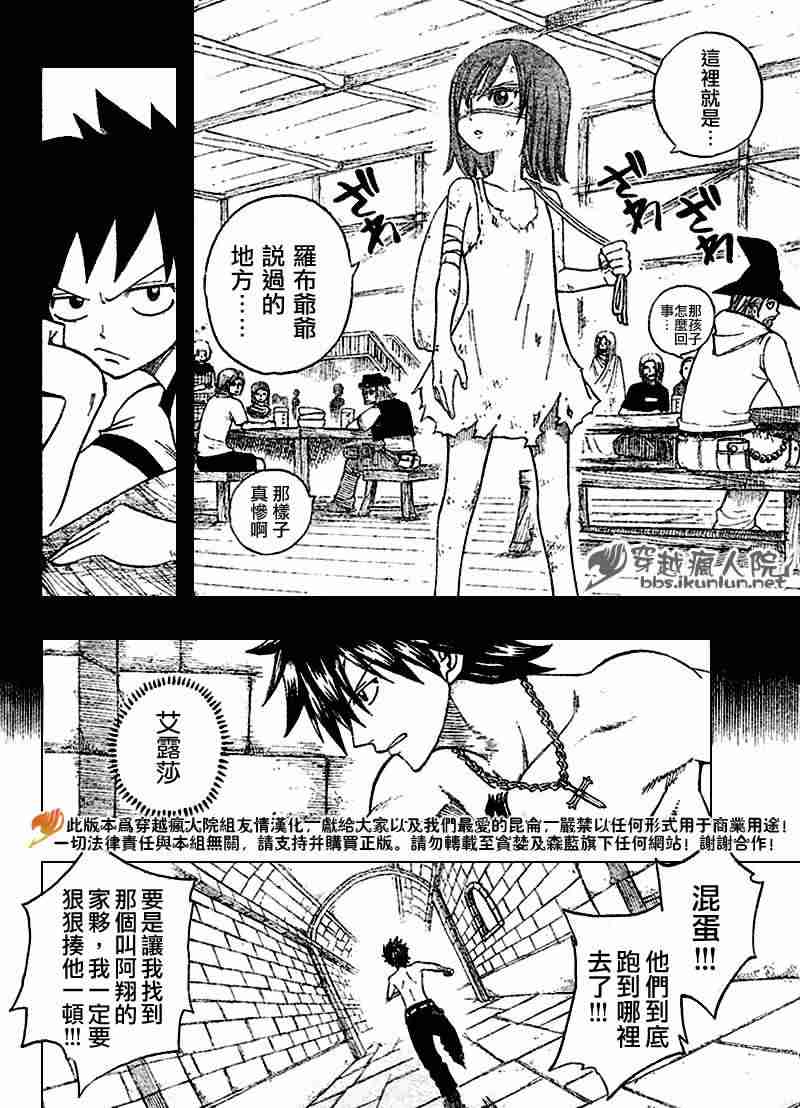 這裡就是…
ざわ
ざわ
ざわ
羅布爺爺
說過的
地方……
那孩子
怎麼回
事…
那樣子
真慘啊
穿越瘋人院
bbs.ikunlun.net
艾露莎
此版本爲穿越瘋人院組友情漢化,獻給大家以及我們最愛的昆侖,嚴禁以任何形式用于商業用途!
一切法律責任與本組無關,請支持并購買正版。請勿轉載至貪婪及森藍旗下任何網站!謝謝合作!
混蛋!!!
他們到底
跑到哪裡
去了!!!
要是讓我找到
那個叫阿翔的
家夥,我一定要
狠狠揍他一頓!!!